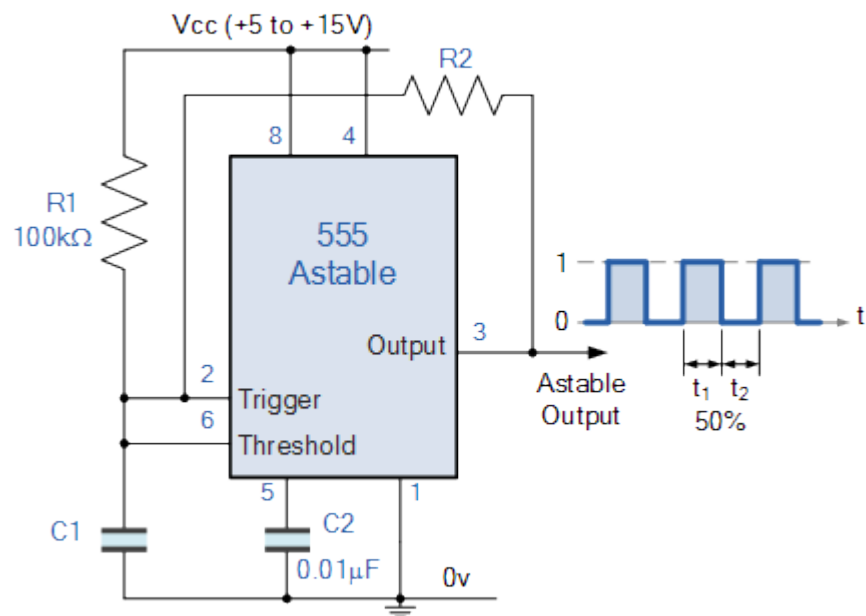 Vcc (+5 to +15V)
R2
8
4
R1
100kΩ
555
Astable
1
0
t
Output
3
2
Trigger
6
Threshold
Astable
Output
t₁
t₂
50%
5
1
C1
C2
0.01µF
0v